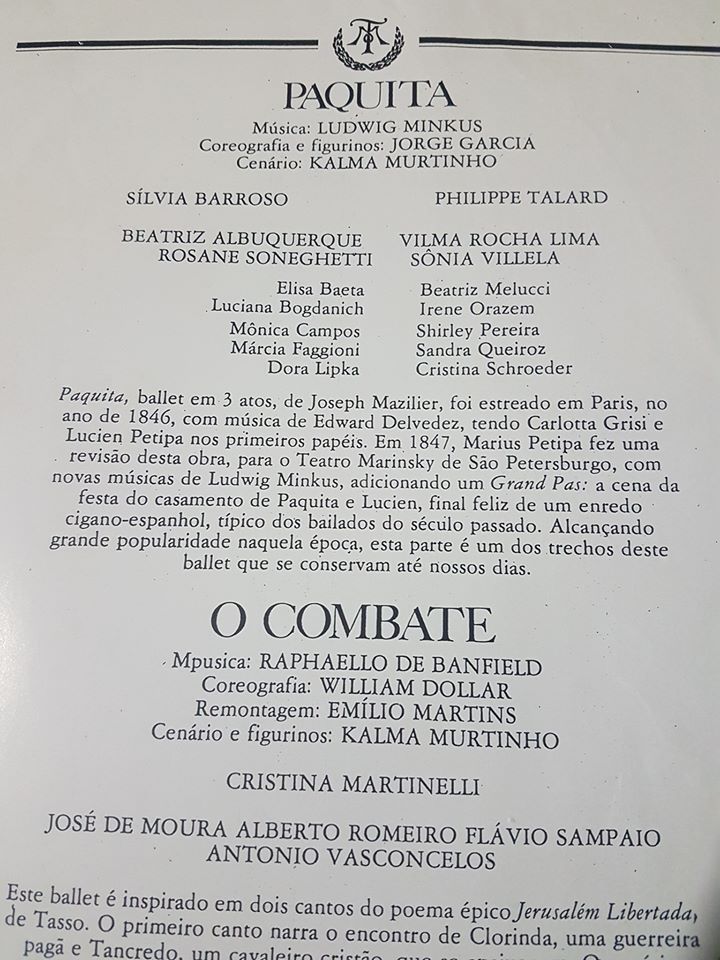 PAQUITA
Música: LUDWIG MINKUS
Coreografia e figurinos: JORGE GARCIA
Cenário: KALMA MURTINHO
SÍLVIA BARROSO PHILIPPE TALARD
BEATRIZ ALBUQUERQUE VILMA ROCHA LIMA
ROSANE SONEGHETTI SÔNIA VILLELA
Elisa Baeta Beatriz Melucci
Luciana Bogdanich Irene Orazem
Mônica Campos Shirley Pereira
Márcia Faggioni Sandra Queiroz
Dora Lipka Cristina Schroeder
Paquita, ballet em 3 atos, de Joseph Mazilier, foi estreado em Paris, no
ano de 1846, com música de Edward Delvedez, tendo Carlotta Grisi e
Lucien Petipa nos primeiros papéis. Em 1847, Marius Petipa fez uma
revisão desta obra, para o Teatro Marinsky de São Petersburgo, com
novas músicas de Ludwig Minkus, adicionando um Grand Pas: a cena da
festa do casamento de Paquita e Lucien, final feliz de um enredo
cigano-espanhol, típico dos bailados do século passado. Alcançando
grande popularidade naquela época, esta parte é um dos trechos deste
ballet que se conservam até nossos dias.
O COMBATE
Mpusica: RAPHAELLO DE BANFIELD
Coreografia: WILLIAM DOLLAR
Remontagem: EMÍLIO MARTINS
Cenário e figurinos: KALMA MURTINHO
CRISTINA MARTINELLI
JOSÉ DE MOURA ALBERTO ROMEIRO FLÁVIO SAMPAIO
ANTONIO VASCONCELOS
Este ballet é inspirado em dois cantos do poema épico Jerusalém Libertada,
de Tasso. O primeiro canto narra o encontro de Clorinda, uma guerreira
pagã e Tancredo, um cavaleiro cristão, que se